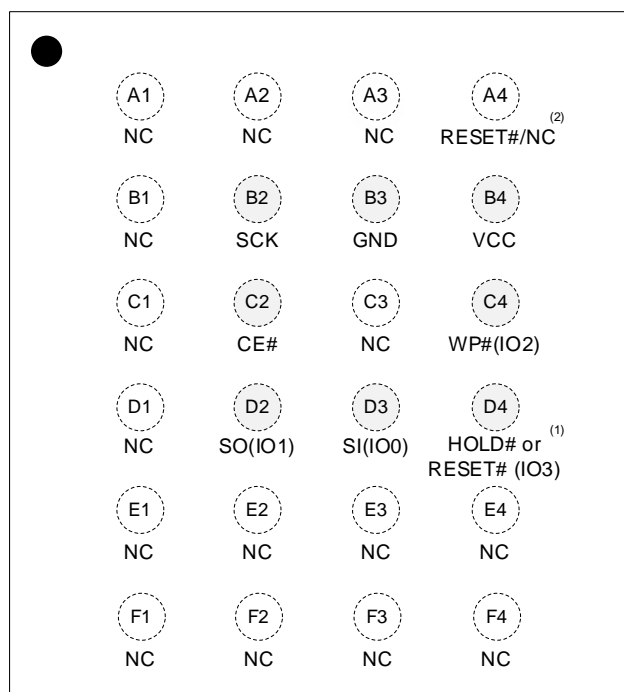 A1 A2 A3 A4
NC NC NC RESET#/NC (2)
B1 B2 B3 B4
NC SCK GND VCC
C1 C2 C3 C4
NC CE# NC WP#(IO2)
D1 D2 D3 D4
NC SO(IO1) SI(IO0) HOLD# or (1)
RESET# (IO3)
E1 E2 E3 E4
NC NC NC NC
F1 F2 F3 F4
NC NC NC NC